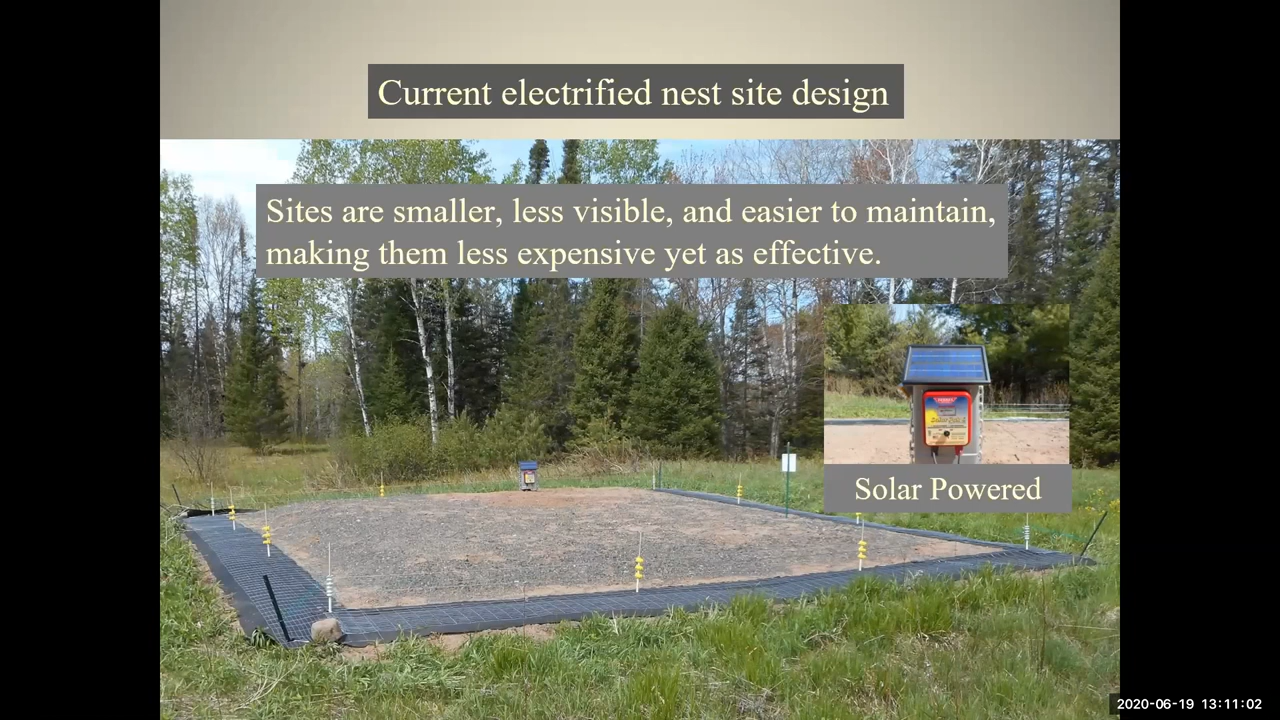 Current electrified nest site design
Sites are smaller, less visible, and easier to maintain,
making them less expensive yet as effective.
Solar Powered
2020-06-19 13:11:02